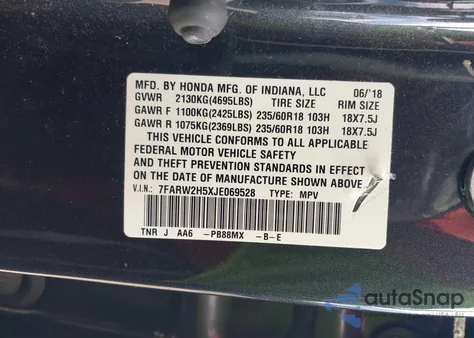 MFD. BY HONDA MFG. OF INDIANA, LLC 06/'18
GVWR 2130KG(4695LBS) TIRE SIZE RIM SIZE
GAWR F 1100KG(2425LBS) 235/60R18 103H 18X7.5J
GAWR R 1075KG(2369LBS) 235/60R18 103H 18X7.5J
THIS VEHICLE CONFORMS TO ALL APPLICABLE
FEDERAL MOTOR VEHICLE SAFETY
AND THEFT PREVENTION STANDARDS IN EFFECT
ON THE DATE OF MANUFACTURE SHOWN ABOVE.
V.I.N.: 7FARW2H5XJE069528 TYPE: MPV
TNR J AA6 -PB88MX -B-E
autaSnap